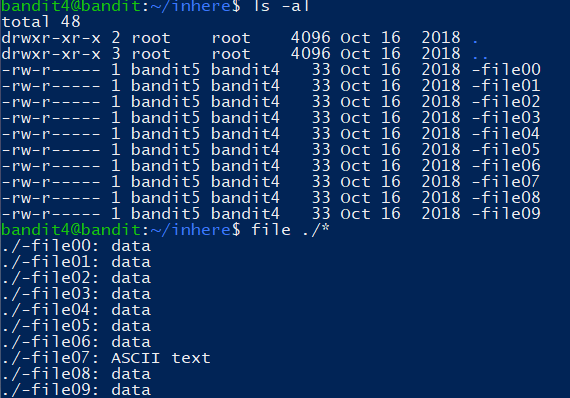 bandit4@bandit:~/inhere$ ls -al
total 48
drwxr-xr-x 2 root    root    4096 Oct 16  2018 .
drwxr-xr-x 3 root    root    4096 Oct 16  2018 ..
-rw-r----- 1 bandit5 bandit4   33 Oct 16  2018 -file00
-rw-r----- 1 bandit5 bandit4   33 Oct 16  2018 -file01
-rw-r----- 1 bandit5 bandit4   33 Oct 16  2018 -file02
-rw-r----- 1 bandit5 bandit4   33 Oct 16  2018 -file03
-rw-r----- 1 bandit5 bandit4   33 Oct 16  2018 -file04
-rw-r----- 1 bandit5 bandit4   33 Oct 16  2018 -file05
-rw-r----- 1 bandit5 bandit4   33 Oct 16  2018 -file06
-rw-r----- 1 bandit5 bandit4   33 Oct 16  2018 -file07
-rw-r----- 1 bandit5 bandit4   33 Oct 16  2018 -file08
-rw-r----- 1 bandit5 bandit4   33 Oct 16  2018 -file09
bandit4@bandit:~/inhere$ file ./*
./-file00: data
./-file01: data
./-file02: data
./-file03: data
./-file04: data
./-file05: data
./-file06: data
./-file07: ASCII text
./-file08: data
./-file09: data